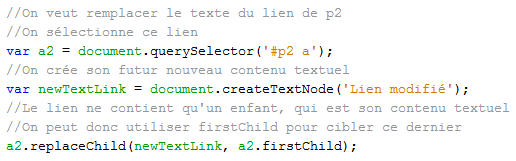 //On veut remplacer le texte du lien de p2
//On sélectionne ce lien
var a2 = document.querySelector('#p2 a');
//On crée son futur nouveau contenu textuel
var newTextLink = document.createTextNode('Lien modifié');
//Le lien ne contient qu'un enfant, qui est son contenu textuel
//On peut donc utiliser firstChild pour cibler ce dernier
a2.replaceChild(newTextLink, a2.firstChild);